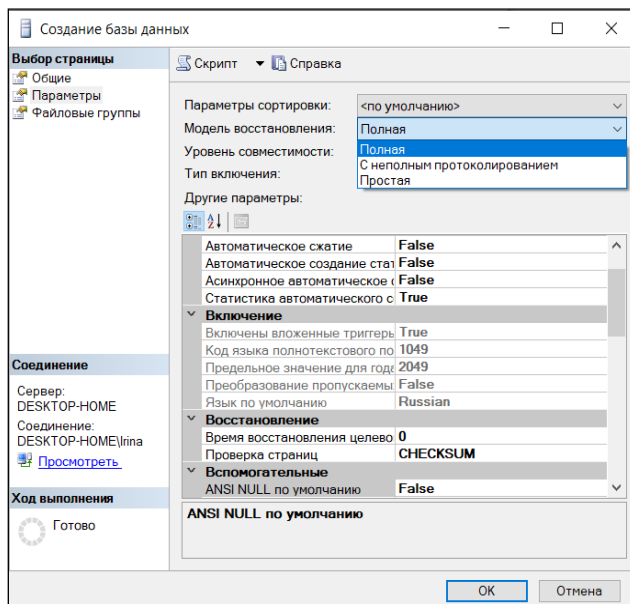 Создание базы данных
Выбор страницы
Общие
Параметры
Файловые группы
Скрипт Справка
Параметры сортировки: <по умолчанию>
Модель восстановления: Полная
Уровень совместимости: Полная
С неполным протоколированием
Тип включения: Простая
Другие параметры:
Автоматическое сжатие False
Автоматическое создание стат False
Асинхронное автоматическое с False
Статистика автоматического с True
Включение
Включены вложенные триггеры True
Код языка полнотекстового по 1049
Предельное значение для года 2049
Преобразование пропускаемы False
Язык по умолчанию Russian
Восстановление
Время восстановления целево 0
Проверка страниц CHECKSUM
Вспомогательные
ANSI NULL по умолчанию False
ANSI NULL по умолчанию
Соединение
Сервер:
DESKTOP-HOME
Соединение:
DESKTOP-HOME\Irina
Просмотреть
Ход выполнения
Готово
OK Отмена